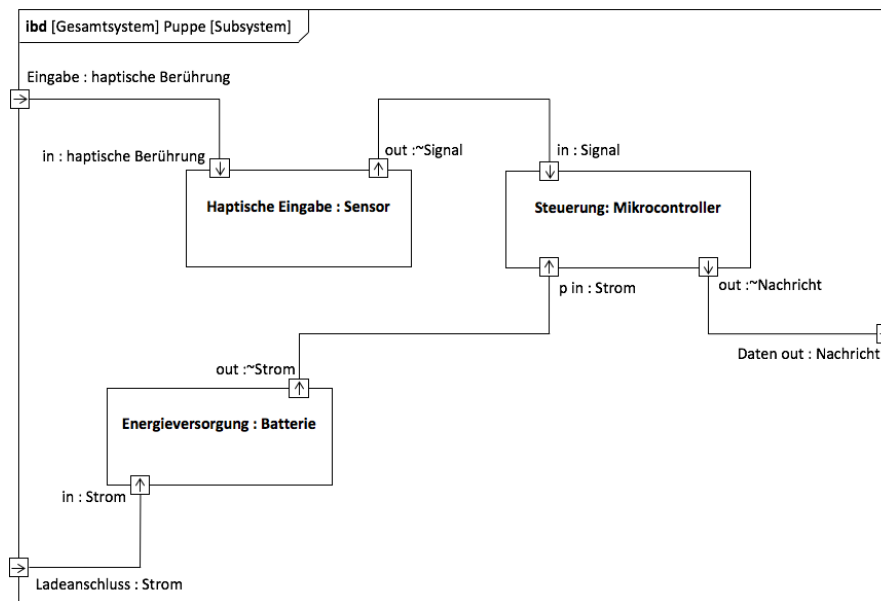 ibd [Gesamtsystem] Puppe [Subsystem]
Eingabe : haptische Berührung
in : haptische Berührung
out :~Signal
in : Signal
Haptische Eingabe : Sensor
Steuerung: Mikrocontroller
p in : Strom
out :~Nachricht
Daten out : Nachricht
out :~Strom
Energieversorgung : Batterie
in : Strom
Ladeanschluss : Strom